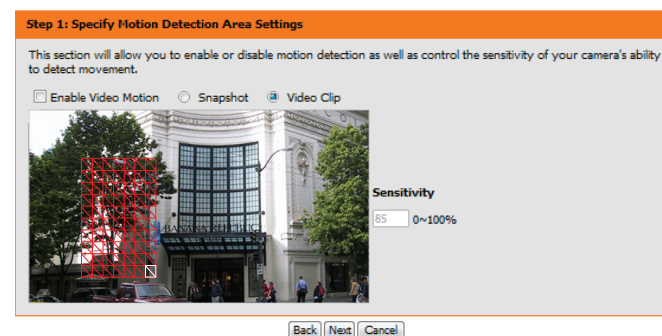 Step 1: Specify Motion Detection Area Settings
This section will allow you to enable or disable motion detection as well as control the sensitivity of your camera's ability
to detect movement.
Enable Video Motion Snapshot Video Clip
Sensitivity
85 0~100%
BANANA REPUBLIC
Back Next Cancel